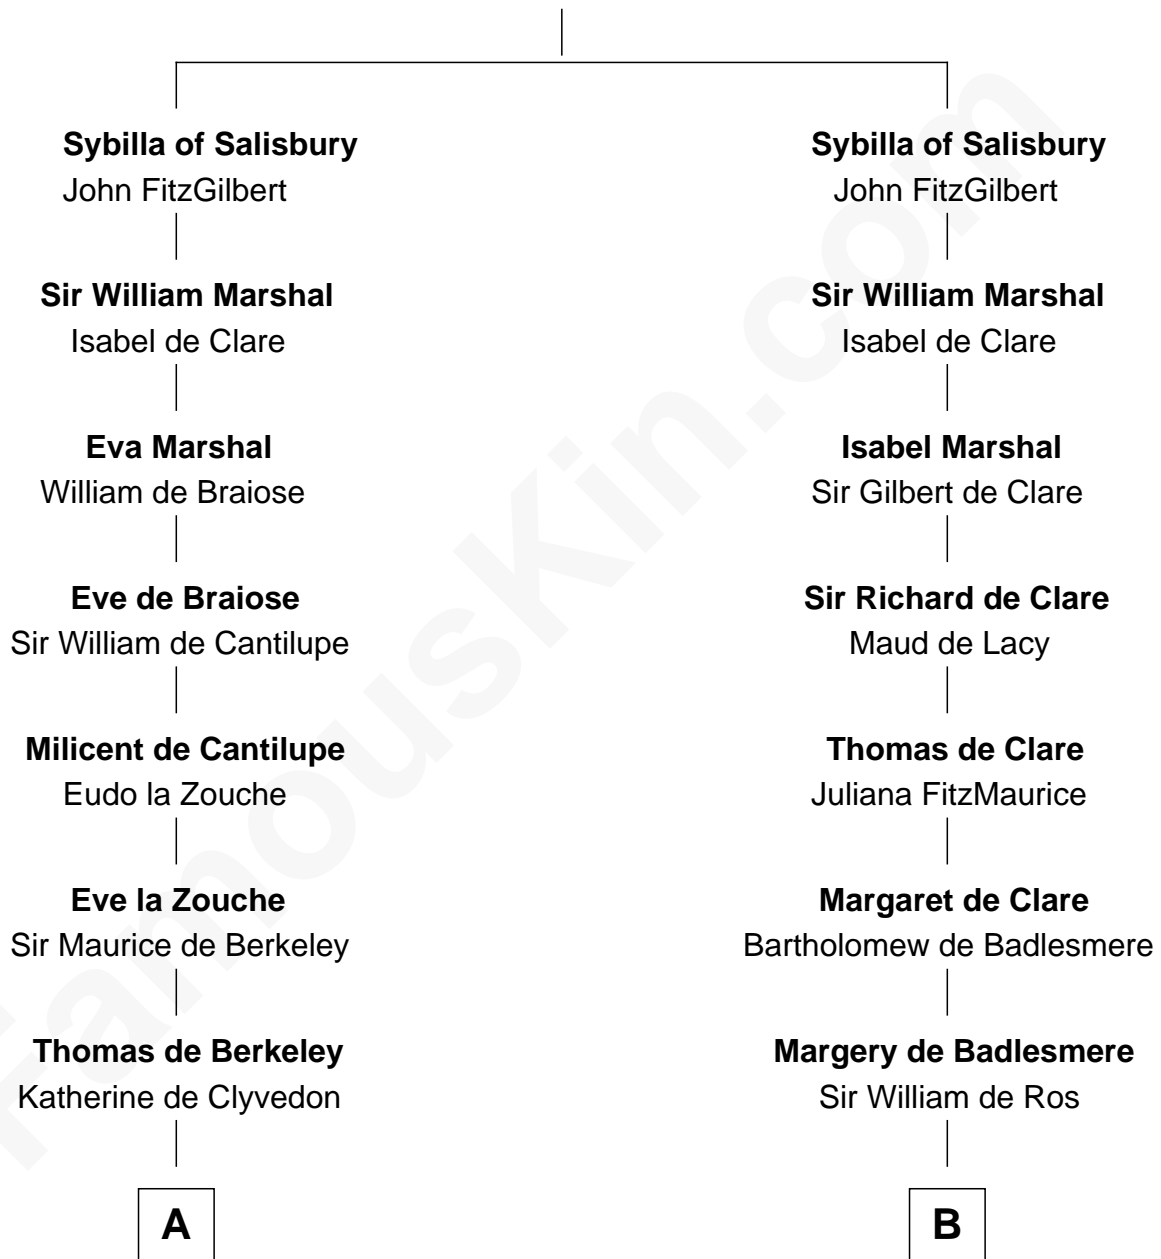 Sybilla of Salisbury
John FitzGilbert
Sir William Marshal
Isabel de Clare
Eva Marshal
William de Braiose
Eve de Braiose
Sir William de Cantilupe
Milicent de Cantilupe
Eudo la Zouche
Eve la Zouche
Sir Maurice de Berkeley
Thomas de Berkeley
Katherine de Clyvedon
A
Sybilla of Salisbury
John FitzGilbert
Sir William Marshal
Isabel de Clare
Isabel Marshal
Sir Gilbert de Clare
Sir Richard de Clare
Maud de Lacy
Thomas de Clare
Juliana FitzMaurice
Margaret de Clare
Bartholomew de Badlesmere
Margery de Badlesmere
Sir William de Ros
B
FamousKin.com